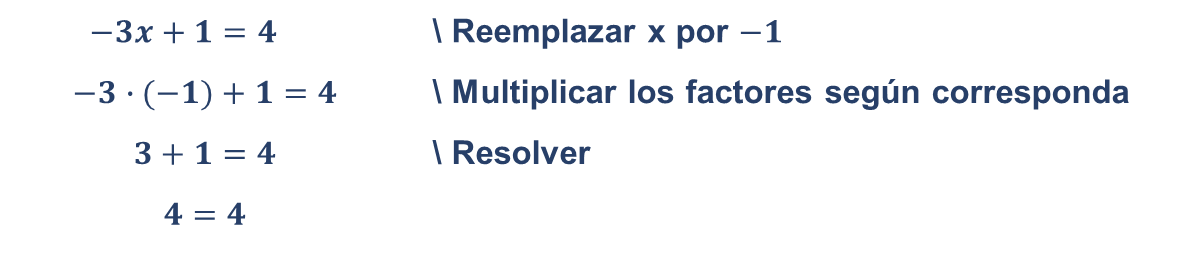 −3x + 1 = 4 \ Reemplazar x por −1
−3 · (−1) + 1 = 4 \ Multiplicar los factores según corresponda
3 + 1 = 4 \ Resolver
4 = 4